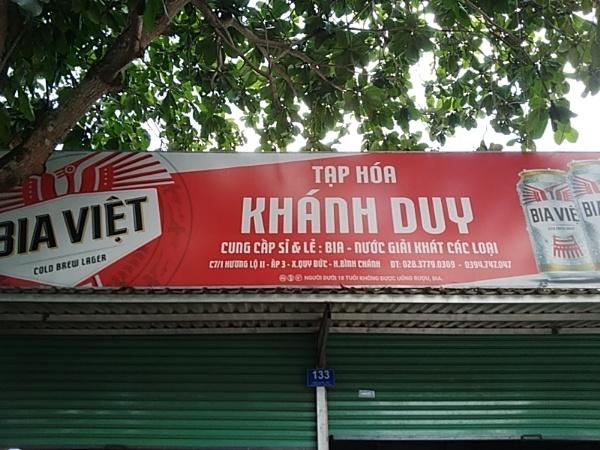 BIA VIỆT
COLD BREW LAGER
TẠP HÓA
KHÁNH DUY
CUNG CẤP SỈ & LẺ : BIA - NƯỚC GIẢI KHÁT CÁC LOẠI
C7/1 HƯƠNG LỘ 11 - ẤP 3 - X.QUY ĐỨC - H.BÌNH CHÁNH ĐT: 028.3779.0309 - 0394.747.047
NGƯỜI DƯỚI 18 TUỔI KHÔNG ĐƯỢC UỐNG RƯỢU, BIA.
BIA VIỆ
BIA
133